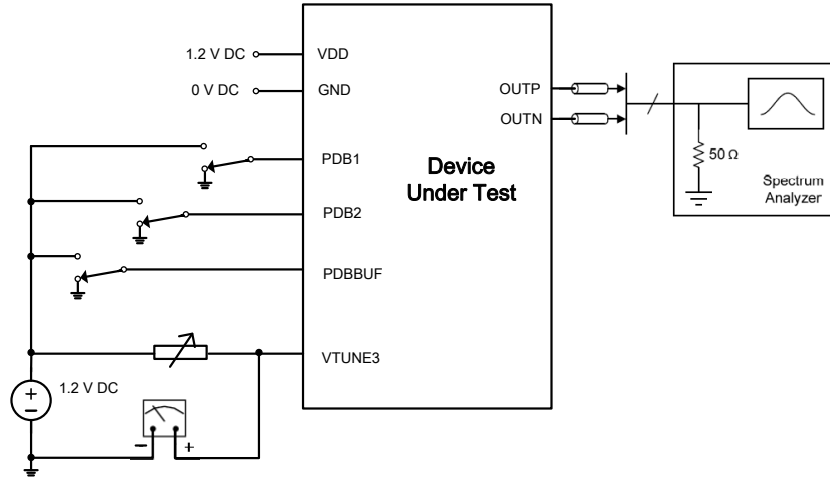 1.2 V DC
VDD
0 V DC
GND
OUTP
OUTN
PDB1
Device
Under Test
50 Ω
PDB2
Spectrum
Analyzer
PDBBUF
VTUNE3
+
−
1.2 V DC
−
+